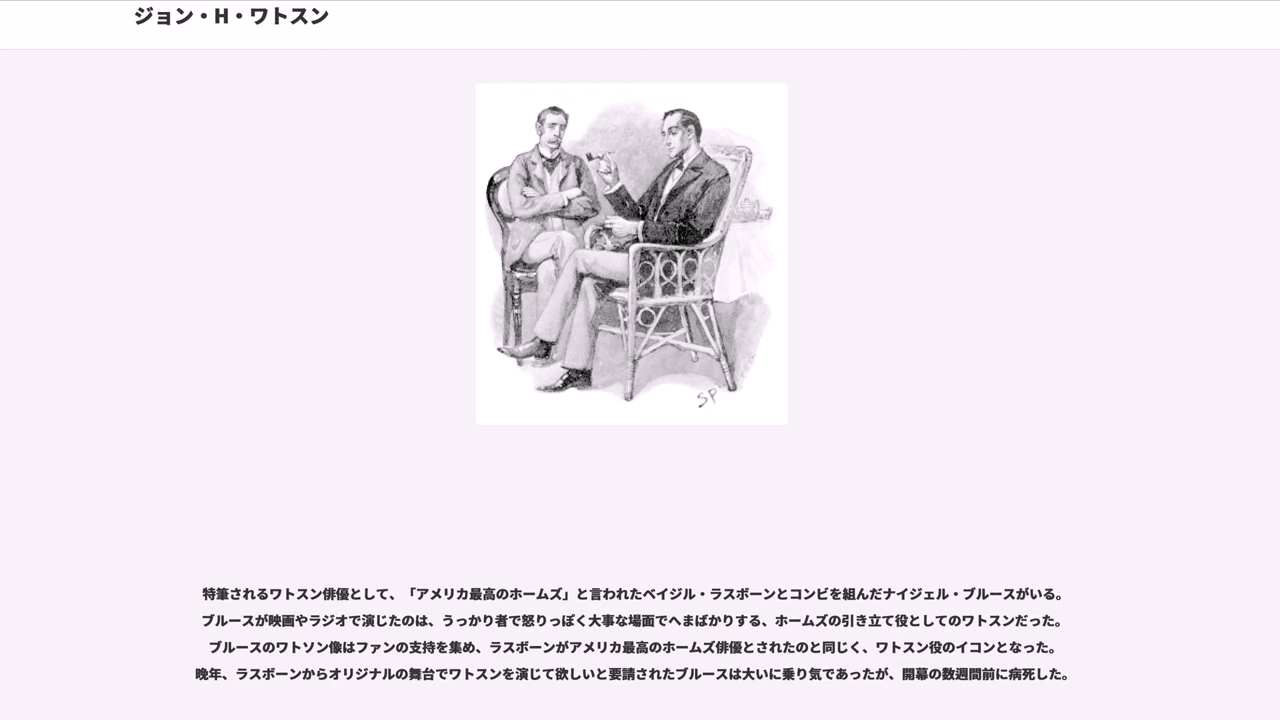 ジョン・H・ワトスン
SP
特筆されるワトスン俳優として、「アメリカ最高のホームズ」と言われたベイジル・ラスボーンとコンビを組んだナイジェル・ブルースがいる。
ブルースが映画やラジオで演じたのは、うっかり者で怒りっぽく大事な場面でへまばかりする、ホームズの引き立て役としてのワトスンだった。
ブルースのワトソン像はファンの支持を集め、ラスボーンがアメリカ最高のホームズ俳優とされたのと同じく、ワトスン役のイコンとなった。
晩年、ラスボーンからオリジナルの舞台でワトスンを演じて欲しいと要請されたブルースは大いに乗り気であったが、開幕の数週間前に病死した。